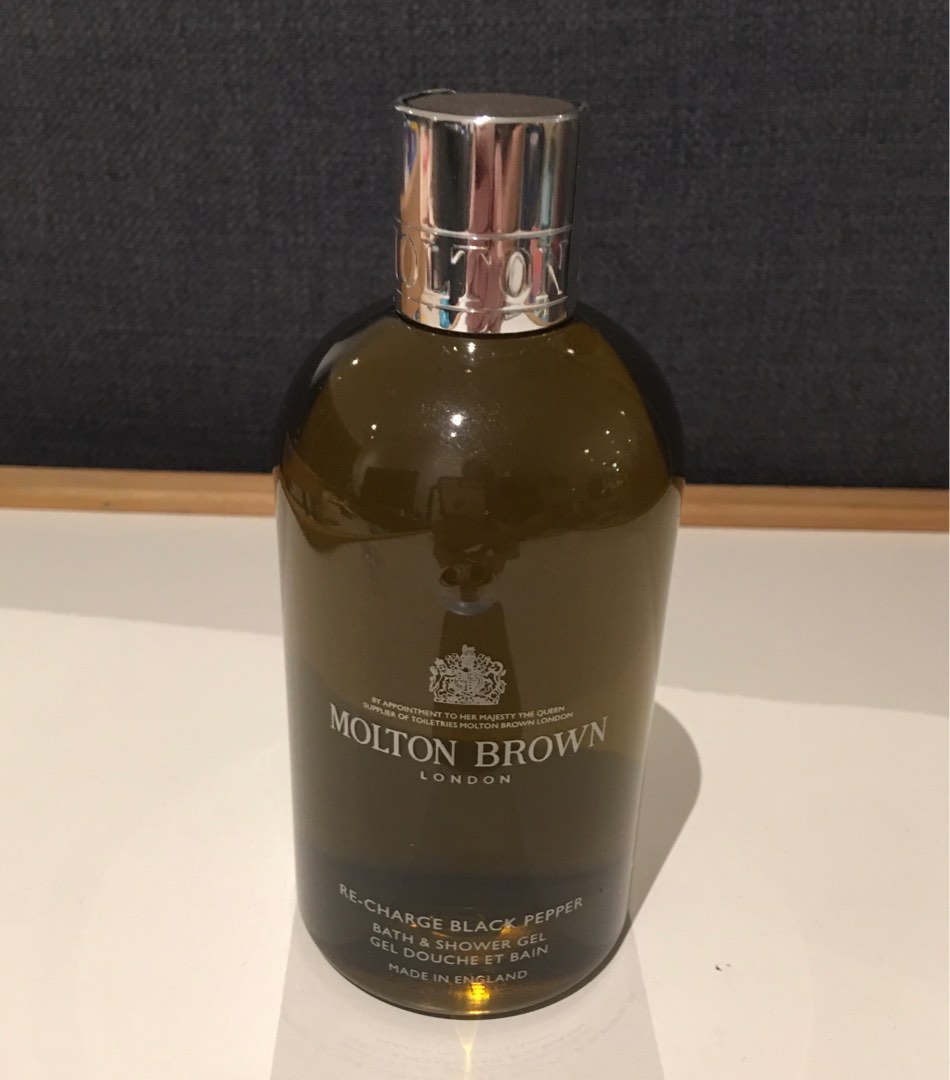 OLTON
BY APPOINTMENT TO HER MAJESTY THE QUEEN
SUPPLIER OF TOILETRIES MOLTON BROWN LONDON
MOLTON BROWN
LONDON
RE-CHARGE BLACK PEPPER
BATH & SHOWER GEL
GEL DOUCHE ET BAIN
MADE IN ENGLAND